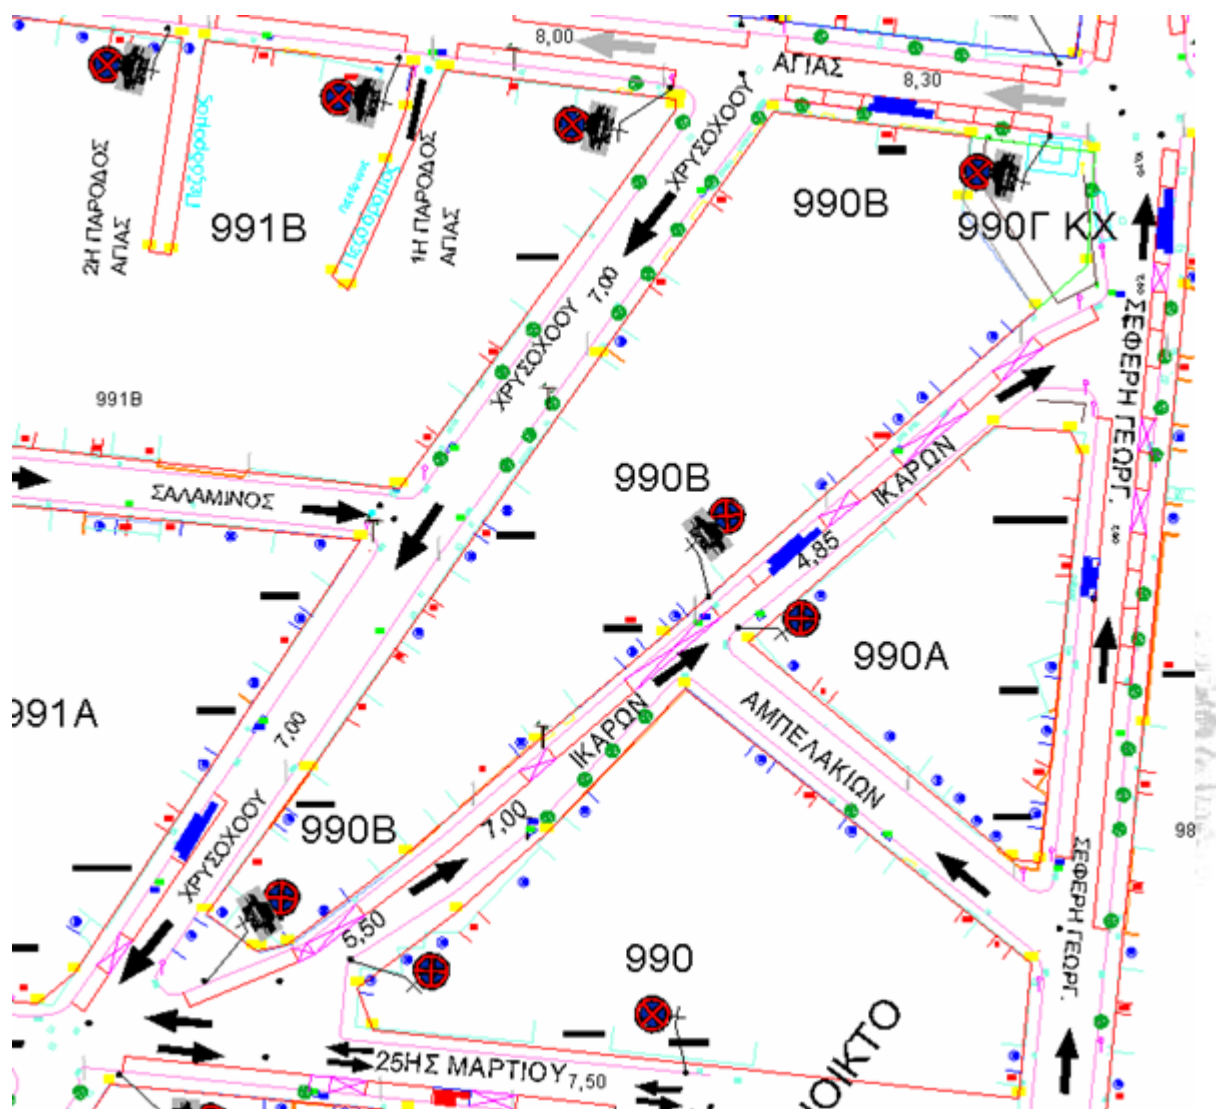 8,00
ΑΓΙΑΣ
8,30
ΧΡΥΣΟΧΟΟΥ
2Η ΠΑΡΟΔΟΣ
ΑΓΙΑΣ
Πεζοδρόμος
1Η ΠΑΡΟΔΟΣ
ΑΓΙΑΣ
991Β
990Β
990Γ ΚΧ
7,00
ΧΡΥΣΟΧΟΟΥ
ΣΕΦΕΡΗ ΓΕΩΡΓ.
991Β
ΣΑΛΑΜΙΝΟΣ
990Β
ΙΚΑΡΩΝ
4,85
990Α
991Α
7,00
ΙΚΑΡΩΝ
ΑΜΠΕΛΑΚΙΩΝ
7,00
990Β
ΧΡΥΣΟΧΟΟΥ
98
ΣΕΦΕΡΗ ΓΕΩΡΓ.
5,50
990
ΟΙΚΤΟ
25ΗΣ ΜΑΡΤΙΟΥ 7,50